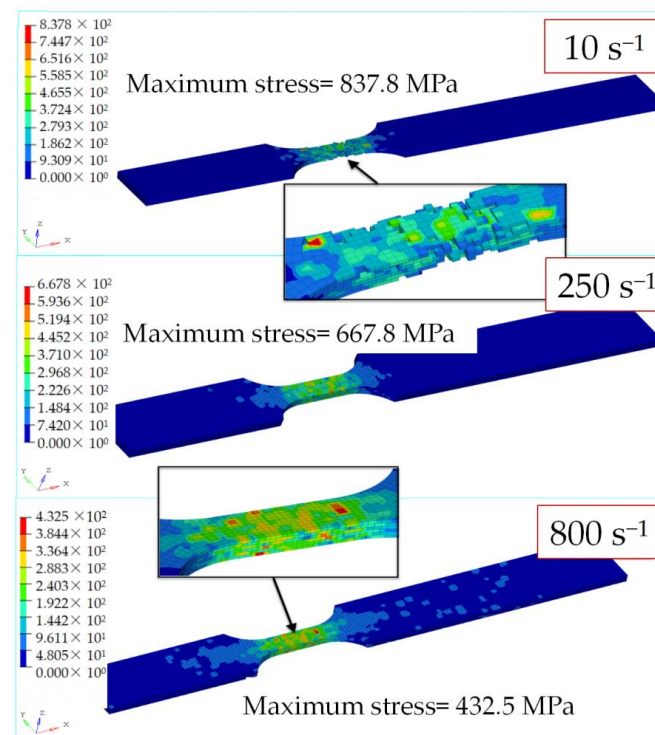 8.378 × 10²
7.447 × 10²
6.516 × 10²
5.585 × 10²
4.655 × 10²
3.724 × 10²
2.793 × 10²
1.862 × 10²
9.309 × 10¹
0.000 × 10⁰
10 s⁻¹
Maximum stress= 837.8 MPa
Y Z X
6.678 × 10²
5.936 × 10²
5.194 × 10²
4.452 × 10²
3.710 × 10²
2.968 × 10²
2.226 × 10²
1.484 × 10²
7.420 × 10¹
0.000 × 10⁰
250 s⁻¹
Maximum stress= 667.8 MPa
Y Z X
4.325 × 10²
3.844 × 10²
3.364 × 10²
2.883 × 10²
2.403 × 10²
1.922 × 10²
1.442 × 10²
9.611 × 10¹
4.805 × 10¹
0.000 × 10⁰
800 s⁻¹
Maximum stress= 432.5 MPa
Y Z X